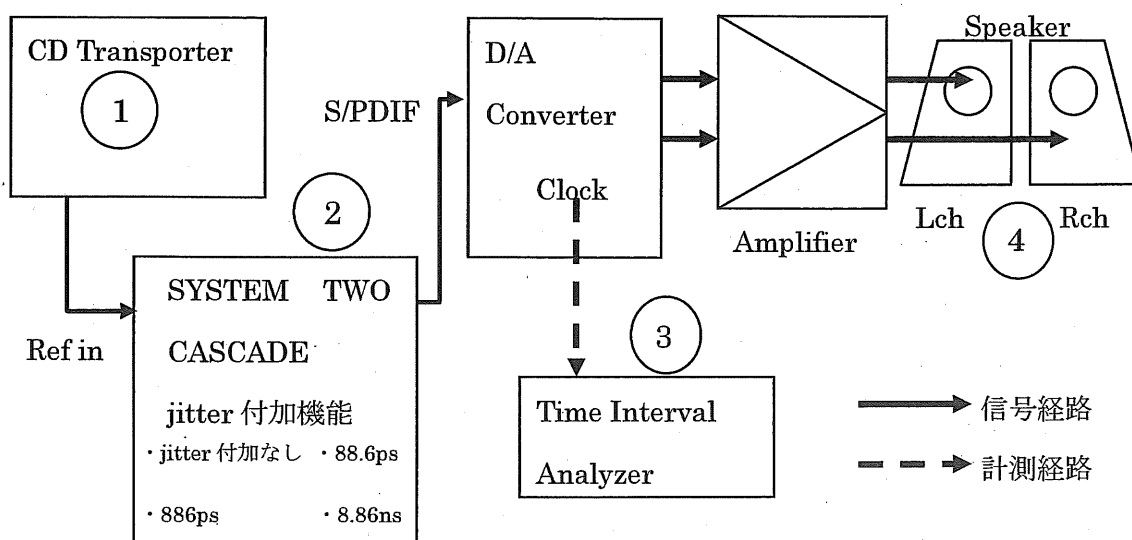 CD Transporter
1
Ref in
2
SYSTEM TWO
CASCADE
jitter 付加機能
・jitter 付加なし ・88.6ps
・886ps ・8.86ns
S/PDIF
D/A
Converter
Clock
3
Time Interval
Analyzer
Amplifier
Speaker
Lch
Rch
4
信号経路
計測経路